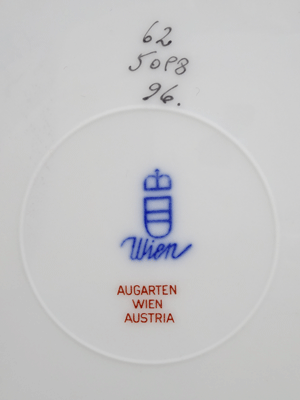 62
5098
96.
Wien
AUGARTEN
WIEN
AUSTRIA